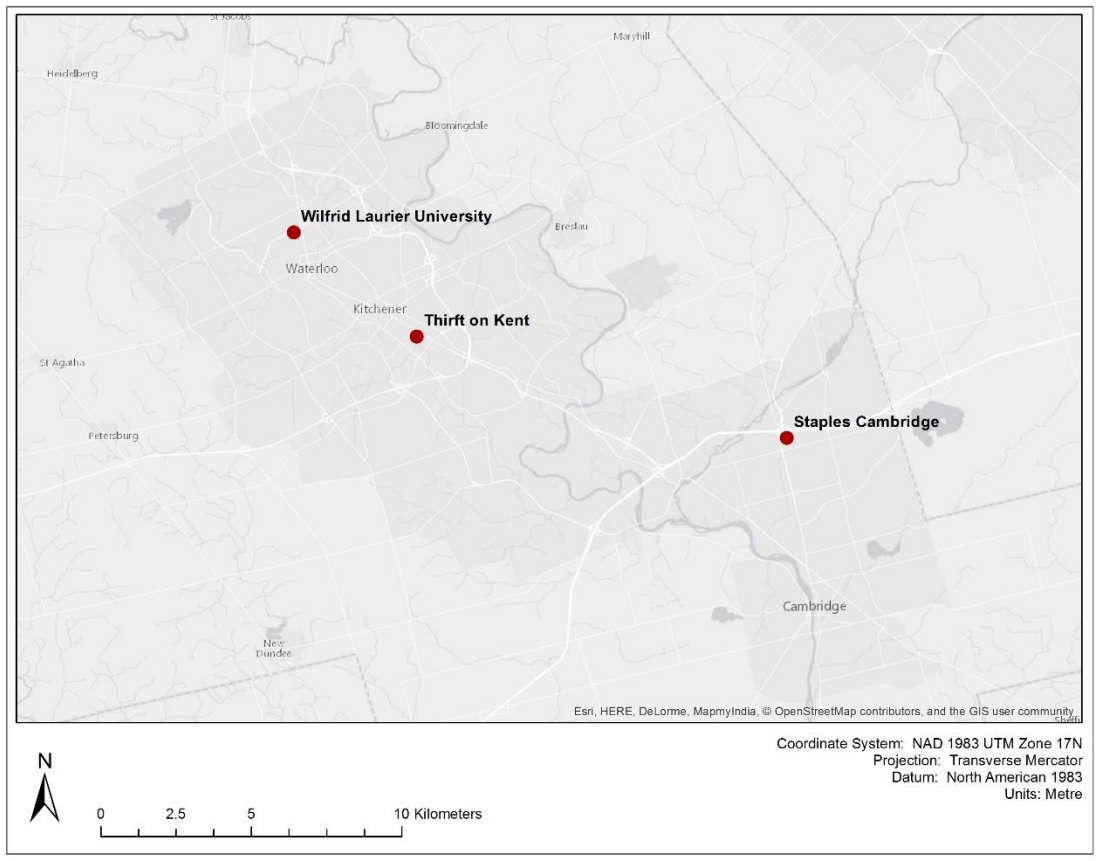 St Jacobs
Maryhill
Heidelberg
Bloomingdale
Wilfrid Laurier University
Breslau
Waterloo
Kitchener
Thirft on Kent
St Agatha
Staples Cambridge
Petersburg
Cambridge
New
Dundee
Esri, HERE, DeLorme, MapmyIndia, © OpenStreetMap contributors, and the GIS user community
Coordinate System: NAD 1983 UTM Zone 17N
Projection: Transverse Mercator
Datum: North American 1983
Units: Metre
N
0 2.5 5 10 Kilometers